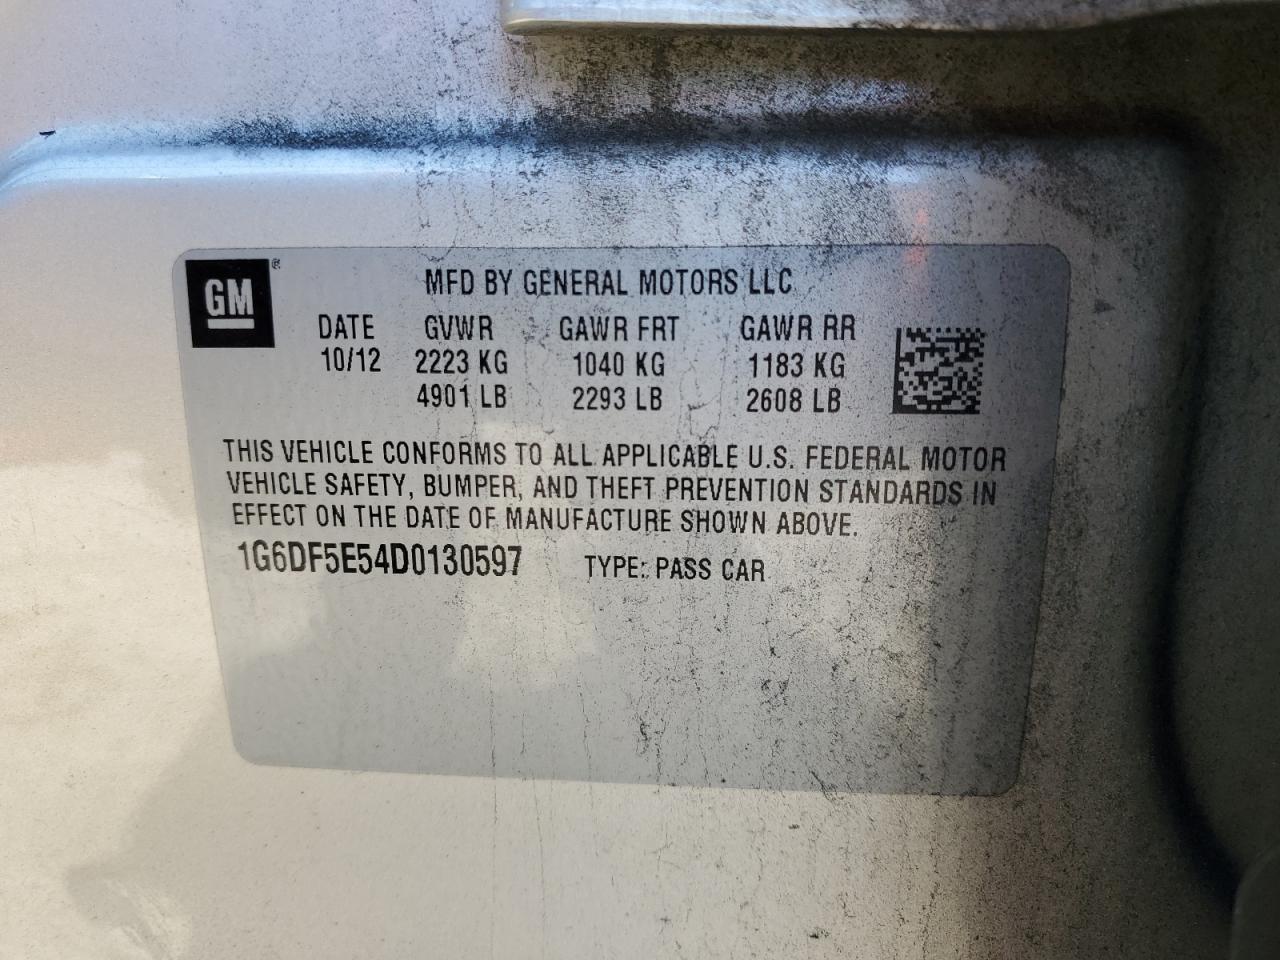 GM ®
MFD BY GENERAL MOTORS LLC
DATE GVWR GAWR FRT GAWR RR
10/12 2223 KG 1040 KG 1183 KG
4901 LB 2293 LB 2608 LB
THIS VEHICLE CONFORMS TO ALL APPLICABLE U.S. FEDERAL MOTOR
VEHICLE SAFETY, BUMPER, AND THEFT PREVENTION STANDARDS IN
EFFECT ON THE DATE OF MANUFACTURE SHOWN ABOVE.
1G6DF5E54D0130597 TYPE: PASS CAR